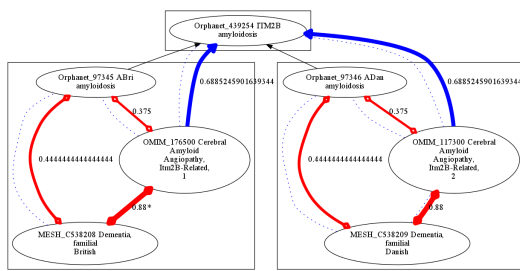 Orphanet_439254 ITM2B
amyloidosis
Orphanet_97345 ABri
amyloidosis
Orphanet_97346 ADan
amyloidosis
0.6885245901639344
0.6885245901639344
0.375
0.375
OMIM_176500 Cerebral
Amyloid
Angiopathy,
Itm2B-Related,
1
OMIM_117300 Cerebral
Amyloid
Angiopathy,
Itm2B-Related,
2
0.4444444444444444
0.4444444444444444
0.88*
0.88
MESH_C538208 Dementia,
familial
British
MESH_C538209 Dementia,
familial
Danish